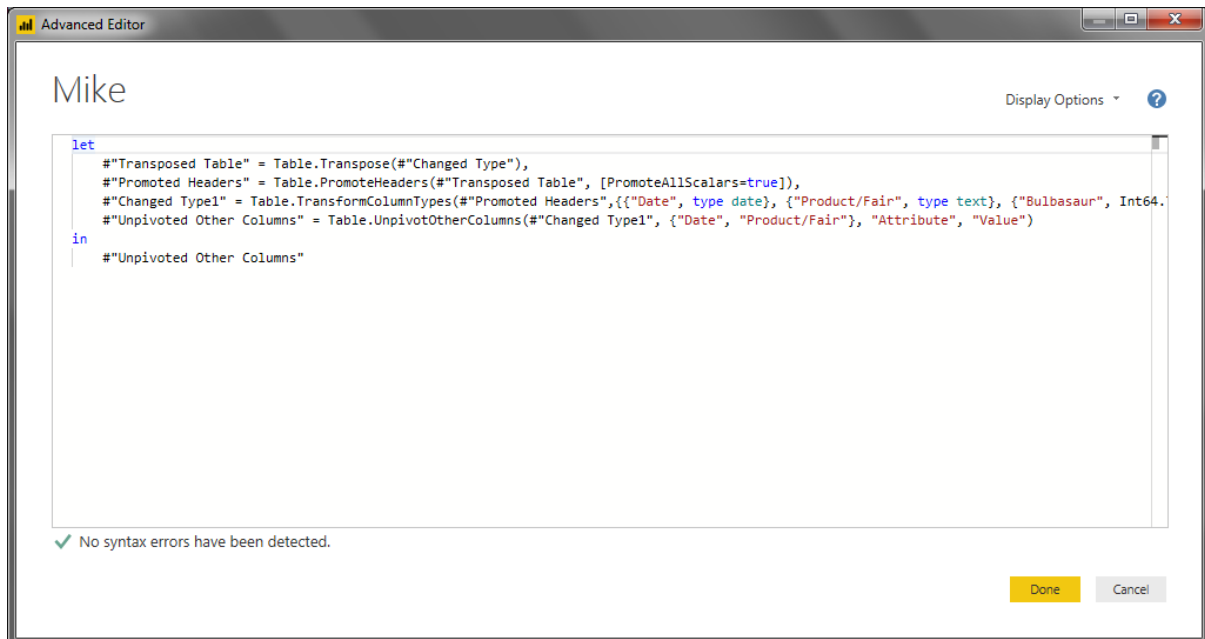 Advanced Editor
Mike
Display Options
?
let
#"Transposed Table" = Table.Transpose(#"Changed Type"),
#"Promoted Headers" = Table.PromoteHeaders(#"Transposed Table", [PromoteAllScalars=true]),
#"Changed Type1" = Table.TransformColumnTypes(#"Promoted Headers",{{"Date", type date}, {"Product/Fair", type text}, {"Bulbasaur", Int64.
#"Unpivoted Other Columns" = Table.UnpivotOtherColumns(#"Changed Type1", {"Date", "Product/Fair"}, "Attribute", "Value")
in
#"Unpivoted Other Columns"
No syntax errors have been detected.
Done Cancel